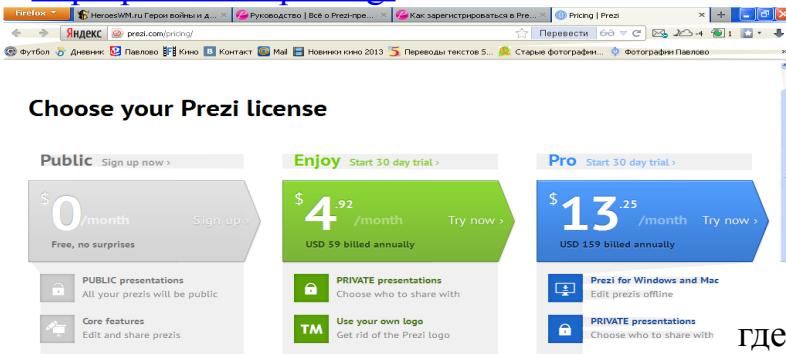 Firefox
HeroesWM.ru Герои войны и д...
Руководство | Всё о Prezi-пре...
Как зарегистрироваться в Pre...
Pricing | Prezi
Яндекс prezi.com/pricing/ Перевести -4 1
Футбол Дневник Павлово Кино Контакт Mail Новинки кино 2013 Переводы текстов S... Старые фотографии... Фотографии Павлово
Choose your Prezi license
Public Sign up now ›
$0/month Sign up ›
Free, no surprises
PUBLIC presentations
All your prezis will be public
Core features
Edit and share prezis
Enjoy Start 30 day trial ›
$4.92/month Try now ›
USD 59 billed annually
PRIVATE presentations
Choose who to share with
TM Use your own logo
Get rid of the Prezi logo
Pro Start 30 day trial ›
$13.25/month Try now ›
USD 159 billed annually
Prezi for Windows and Mac
Edit prezis offline
PRIVATE presentations
Choose who to share with
где